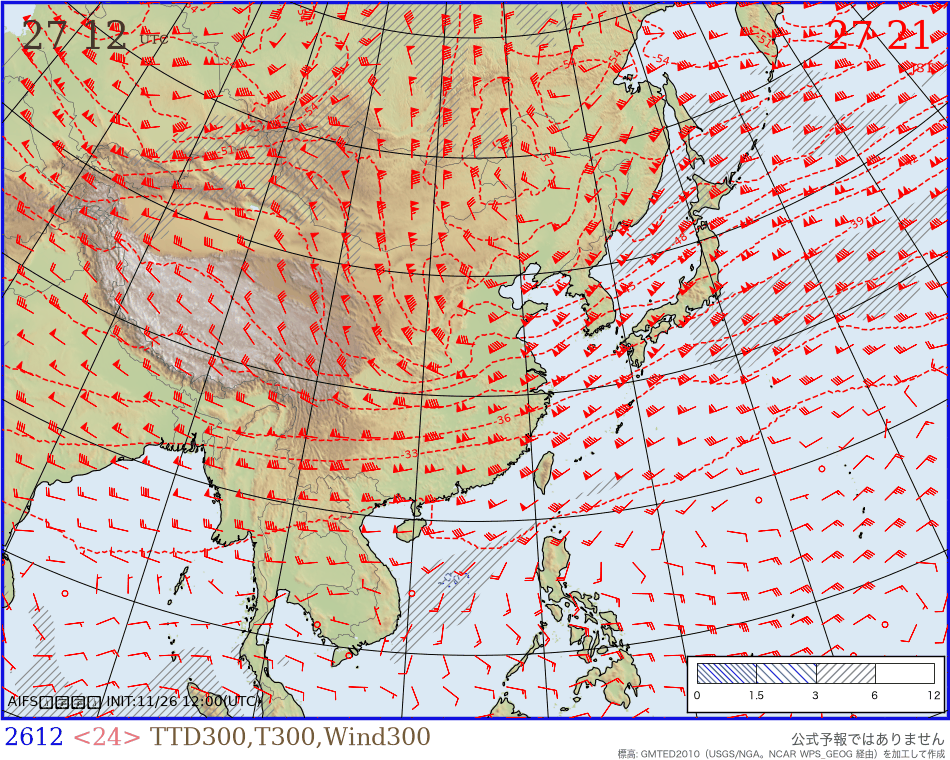 27 12 UTC
27 21
-54
-54
-51
-48
-39
-36
-33
AIFS INIT:11/26 12:00(UTC)
0 1.5 3 6 12
2612 <24> TTD300,T300,Wind300
公式予報ではありません
標高: GMTED2010（USGS/NGA。NCAR WPS_GEOG 経由）を加工して作成